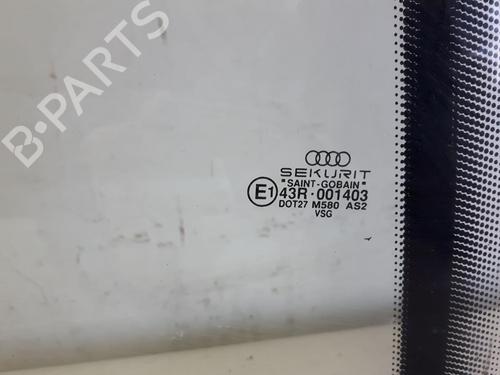 B-PARTS
SEKURIT
"SAINT-GOBAIN"
E1 43R-001403
DOT27 M580 AS2
VSG